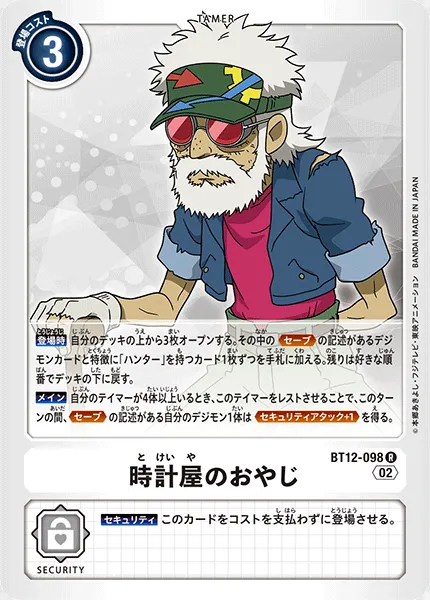 TAMER
登場コスト
3
登場時 自分のデッキの上から3枚オープンする。その中の セーブ の記述があるデジ
モンカードと特徴に「ハンター」を持つカード1枚ずつを手札に加える。残りは好きな順
番でデッキの下に戻す。
メイン 自分のテイマーが4体以上いるとき、このテイマーをレストさせることで、このター
ンの間、セーブ の記述がある自分のデジモン1体は セキュリティアタック+1 を得る。
BT12-098 R
02
時計屋のおやじ
とけいや
セキュリティ このカードをコストを支払わずに登場させる。
SECURITY
©本郷あきよし・フジテレビ・東映アニメーション BANDAI MADE IN JAPAN